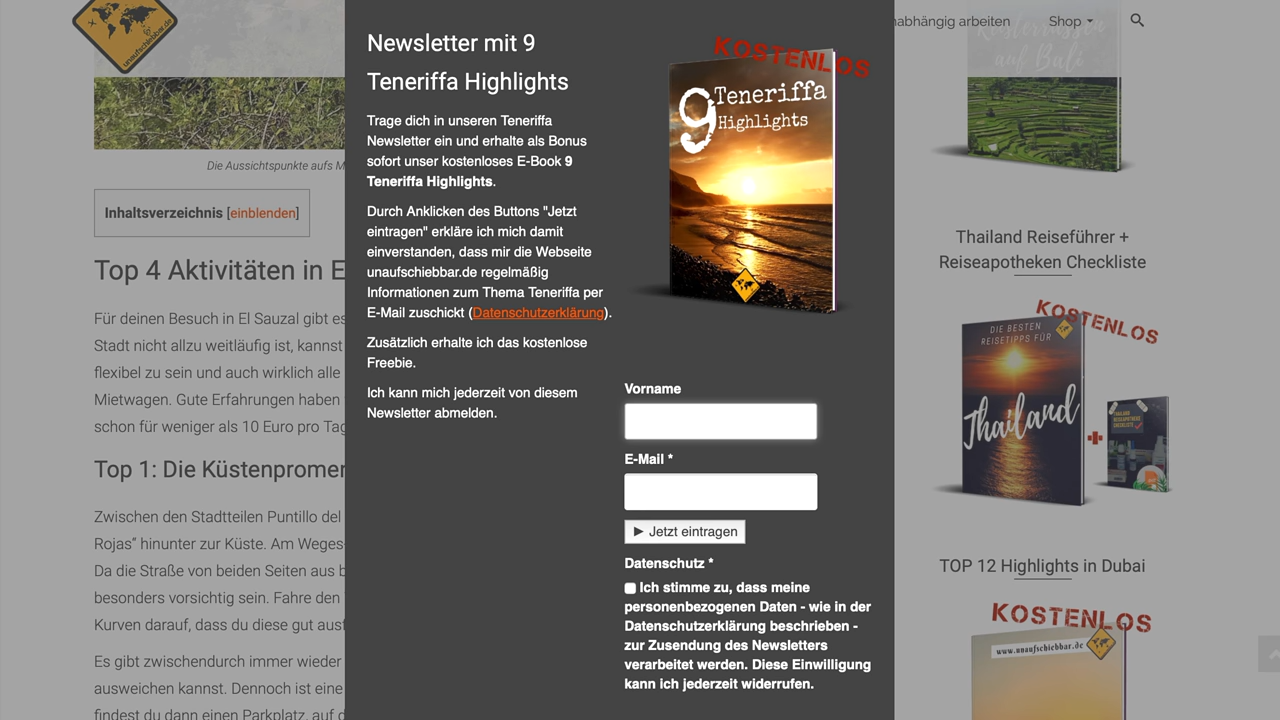 unaufschiebbar.de
Die Aussichtspunkte aufs M
Inhaltsverzeichnis [einblenden]
Top 4 Aktivitäten in E
Für deinen Besuch in El Sauzal gibt es
Stadt nicht allzu weitläufig ist, kannst
flexibel zu sein und auch wirklich alle
Mietwagen. Gute Erfahrungen haben
schon für weniger als 10 Euro pro Tag
Top 1: Die Küstenpromen
Zwischen den Stadtteilen Puntillo del
Rojas“ hinunter zur Küste. Am Weges-
Da die Straße von beiden Seiten aus b
besonders vorsichtig sein. Fahre den
Kurven darauf, dass du diese gut ausf
Es gibt zwischendurch immer wieder
ausweichen kannst. Dennoch ist eine
findest du dann einen Parkplatz, auf d
Newsletter mit 9
Teneriffa Highlights
Trage dich in unseren Teneriffa
Newsletter ein und erhalte als Bonus
sofort unser kostenloses E-Book 9
Teneriffa Highlights.
Durch Anklicken des Buttons "Jetzt
eintragen" erkläre ich mich damit
einverstanden, dass mir die Webseite
unaufschiebbar.de regelmäßig
Informationen zum Thema Teneriffa per
E-Mail zuschickt (Datenschutzerklärung).
Zusätzlich erhalte ich das kostenlose
Freebie.
Ich kann mich jederzeit von diesem
Newsletter abmelden.
KOSTENLOS
9 Teneriffa
Highlights
Vorname
E-Mail *
► Jetzt eintragen
Datenschutz *
Ich stimme zu, dass meine
personenbezogenen Daten - wie in der
Datenschutzerklärung beschrieben -
zur Zusendung des Newsletters
verarbeitet werden. Diese Einwilligung
kann ich jederzeit widerrufen.
nabhängig arbeiten
Shop
auf Bali
Thailand Reiseführer +
Reiseapotheken Checkliste
KOSTENLOS
DIE BESTEN
REISETIPPS FÜR
Thailand
THAILAND
REISEAPOTHEKE
CHECKLISTE
TOP 12 Highlights in Dubai
KOSTENLOS
www.unaufschiebbar.de